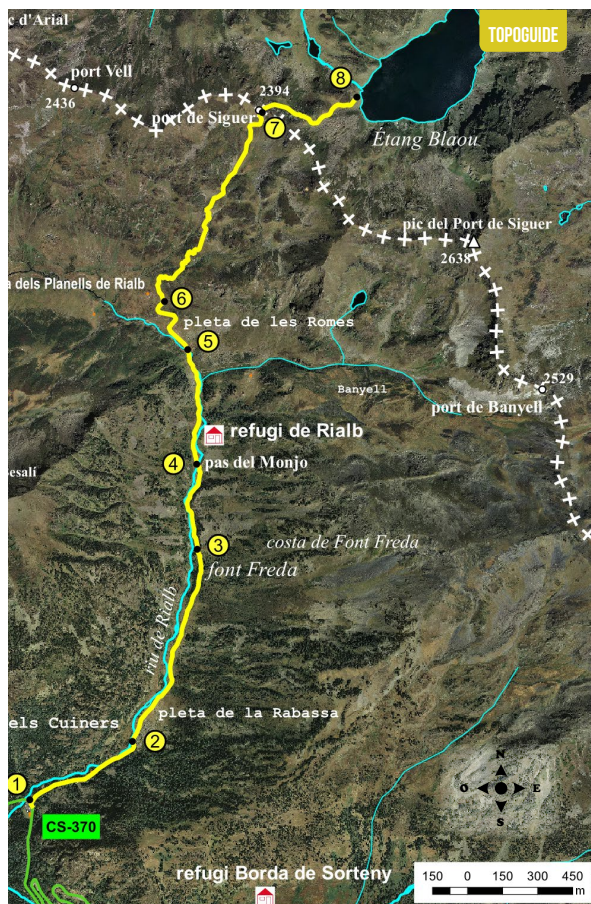 TOPOGUIDE
c d'Arial
port Vell
2436
2394
8
port de Siguer
7
Étang Blaou
pic del Port de Siguer
2638
a dels Planells de Rialb
6
pleta de les Romes
5
2529
Banyell
port de Banyell
refugi de Rialb
4
pas del Monjo
esalí
3
costa de Font Freda
font Freda
riu de Rialb
els Cuiners
pleta de la Rabassa
2
1
CS-370
N
O
E
S
refugi Borda de Sorteny
150 0 150 300 450
m